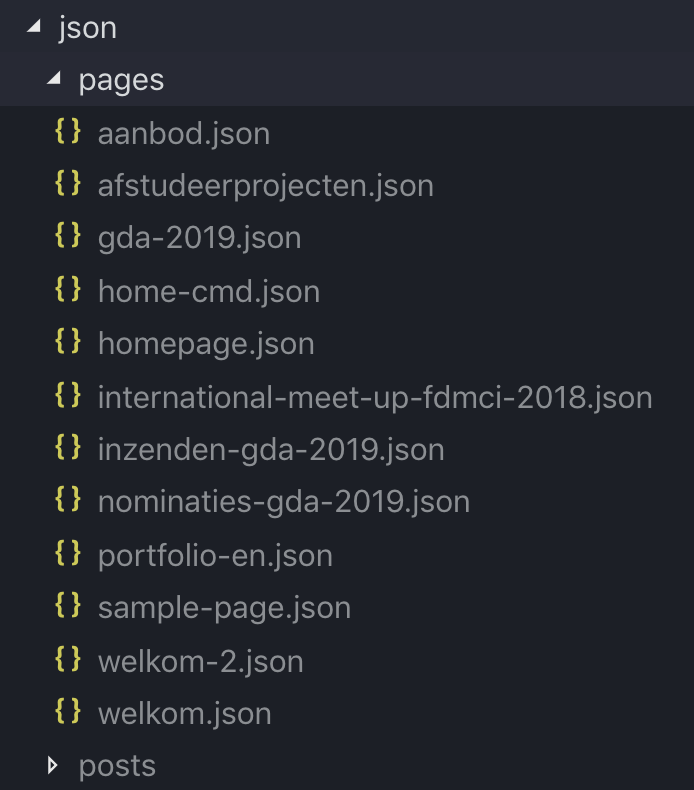 json
pages
{} aanbod.json
{} afstudeerprojecten.json
{} gda-2019.json
{} home-cmd.json
{} homepage.json
{} international-meet-up-fdmci-2018.json
{} inzenden-gda-2019.json
{} nominaties-gda-2019.json
{} portfolio-en.json
{} sample-page.json
{} welkom-2.json
{} welkom.json
posts